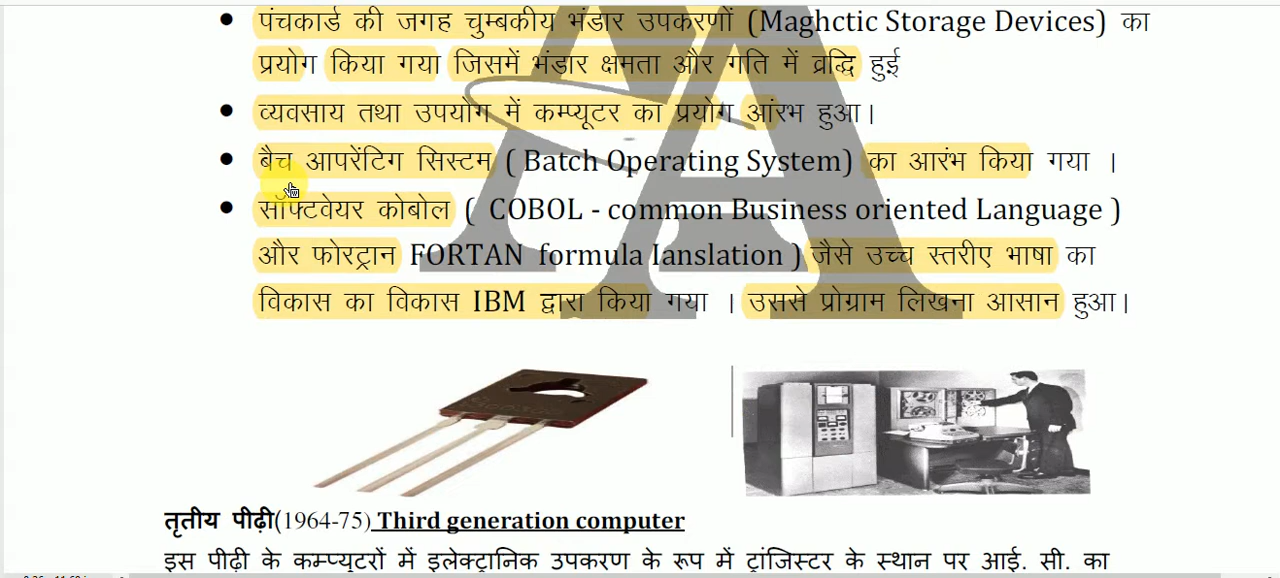 • पंचकार्ड की जगह चुम्बकीय भंडार उपकरणों (Maghctic Storage Devices) का
प्रयोग किया गया जिसमें भंडार क्षमता और गति में व्रद्धि हुई
• व्यवसाय तथा उपयोग में कम्प्यूटर का प्रयोग आंरभ हुआ।
• बैच आपरेंटिग सिस्टम ( Batch Operating System) का आरंभ किया गया ।
• सॉफ्टवेयर कोबोल ( COBOL - common Business oriented Language )
और फोरट्रान FORTAN formula Ianslation ) जैसे उच्च स्तरीए भाषा का
विकास का विकास IBM द्वारा किया गया । उससे प्रोग्राम लिखना आसान हुआ।
तृतीय पीढ़ी(1964-75) Third generation computer
इस पीढ़ी के कम्प्यूटरों में इलेक्ट्रानिक उपकरण के रूप में ट्रांजिस्टर के स्थान पर आई. सी. का